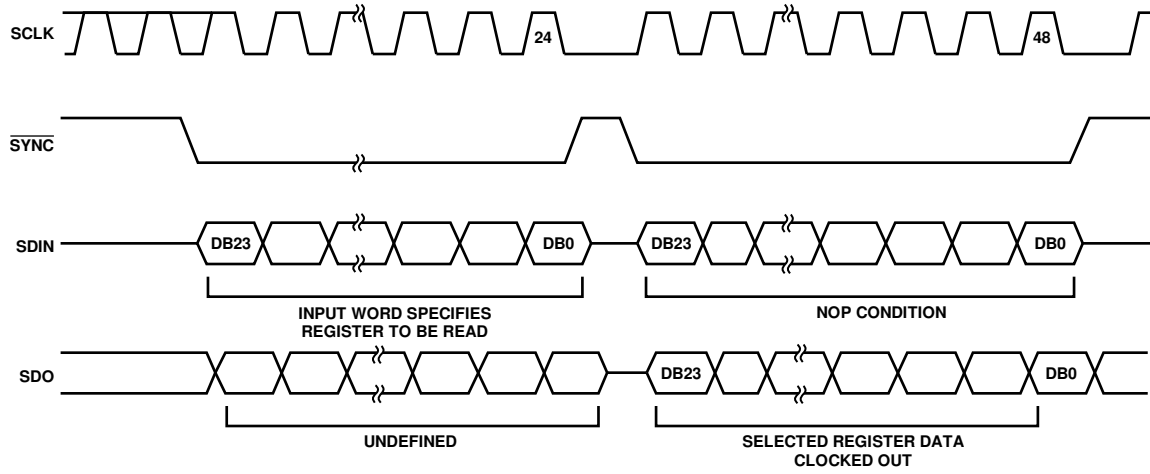 SCLK
24
48
SYNC
SDIN
DB23
DB0
DB23
DB0
INPUT WORD SPECIFIES
REGISTER TO BE READ
NOP CONDITION
SDO
DB23
DB0
UNDEFINED
SELECTED REGISTER DATA
CLOCKED OUT